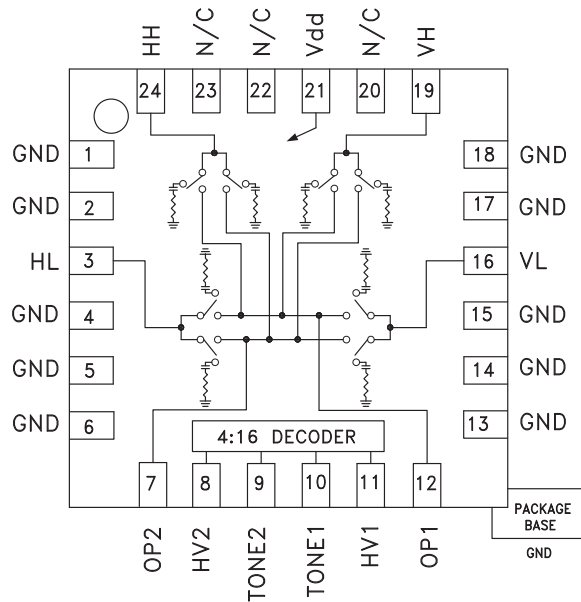 HH N/C N/C Vdd N/C VH
24 23 22 21 20 19
GND 1 18 GND
GND 2 17 GND
HL 3 16 VL
GND 4 15 GND
GND 5 14 GND
GND 6 13 GND
4:16 DECODER
7 8 9 10 11 12
OP2 HV2 TONE2 TONE1 HV1 OP1
PACKAGE
BASE
GND